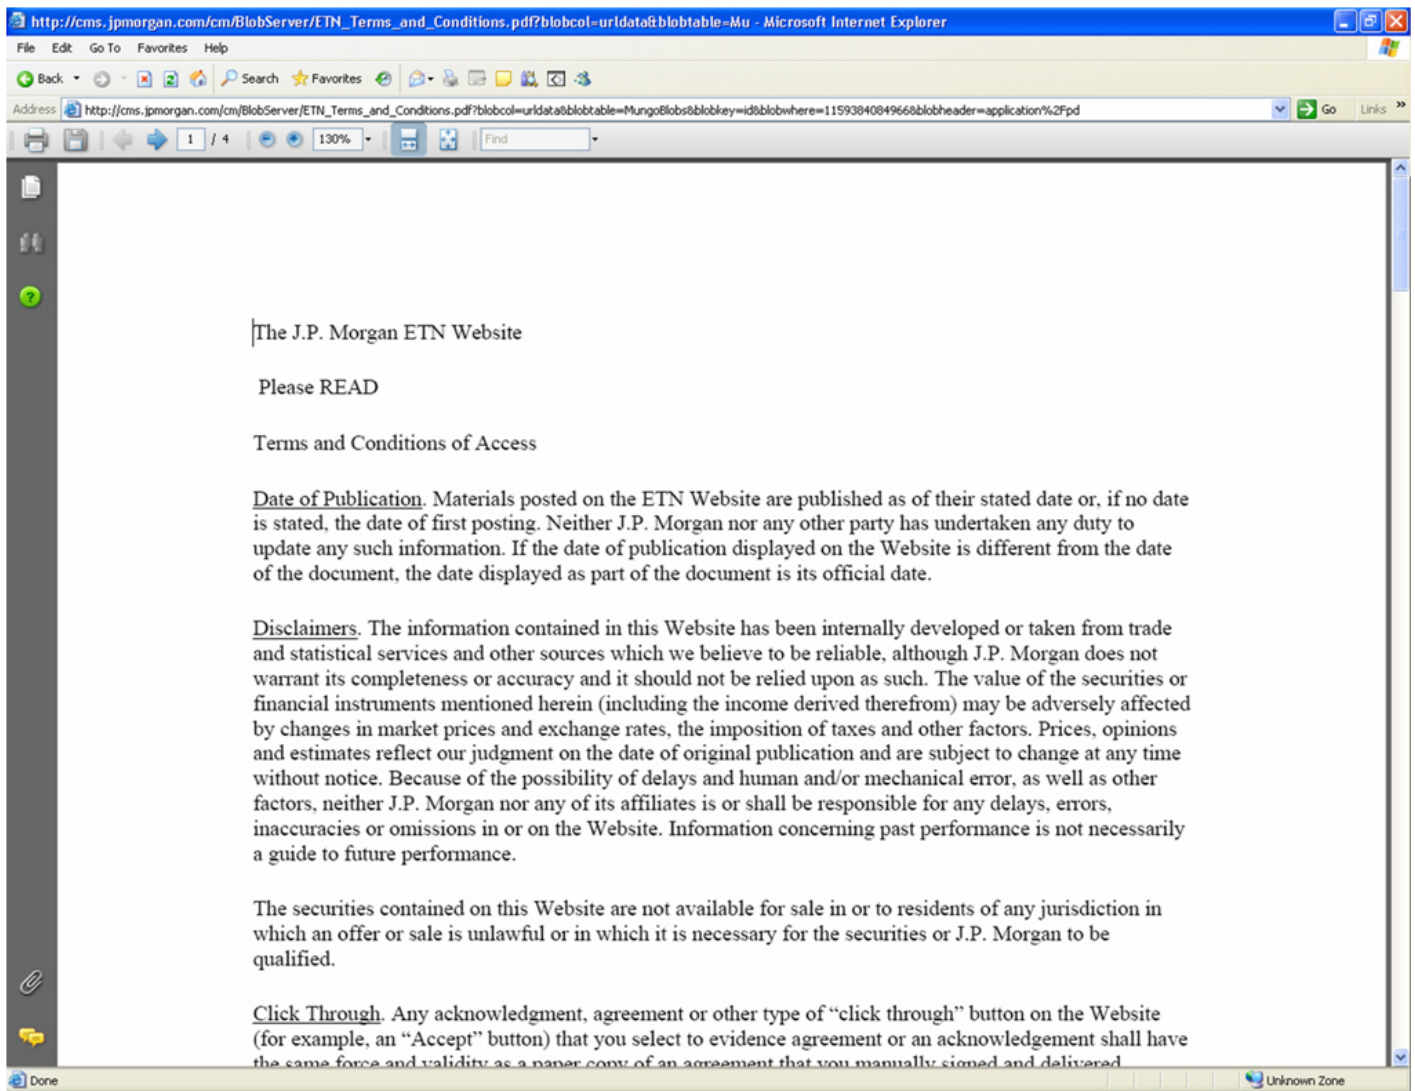 http://cms.jpmorgan.com/cm/BlobServer/ETN_Terms_and_Conditions.pdf?blobcol=urldata&blobtable=Mu - Microsoft Internet Explorer
File Edit Go To Favorites Help
Back Search Favorites
Address http://cms.jpmorgan.com/cm/BlobServer/ETN_Terms_and_Conditions.pdf?blobcol=urldata&blobtable=MungoBlobs&blobkey=id&blobwhere=1159384084966&blobheader=application%2Fpd Go Links »
1 / 4 130% Find
The J.P. Morgan ETN Website
Please READ
Terms and Conditions of Access
Date of Publication. Materials posted on the ETN Website are published as of their stated date or, if no date
is stated, the date of first posting. Neither J.P. Morgan nor any other party has undertaken any duty to
update any such information. If the date of publication displayed on the Website is different from the date
of the document, the date displayed as part of the document is its official date.
Disclaimers. The information contained in this Website has been internally developed or taken from trade
and statistical services and other sources which we believe to be reliable, although J.P. Morgan does not
warrant its completeness or accuracy and it should not be relied upon as such. The value of the securities or
financial instruments mentioned herein (including the income derived therefrom) may be adversely affected
by changes in market prices and exchange rates, the imposition of taxes and other factors. Prices, opinions
and estimates reflect our judgment on the date of original publication and are subject to change at any time
without notice. Because of the possibility of delays and human and/or mechanical error, as well as other
factors, neither J.P. Morgan nor any of its affiliates is or shall be responsible for any delays, errors,
inaccuracies or omissions in or on the Website. Information concerning past performance is not necessarily
a guide to future performance.
The securities contained on this Website are not available for sale in or to residents of any jurisdiction in
which an offer or sale is unlawful or in which it is necessary for the securities or J.P. Morgan to be
qualified.
Click Through. Any acknowledgment, agreement or other type of “click through” button on the Website
(for example, an “Accept” button) that you select to evidence agreement or an acknowledgement shall have
the same force and validity as a paper copy of an agreement that you manually signed and delivered
Done Unknown Zone